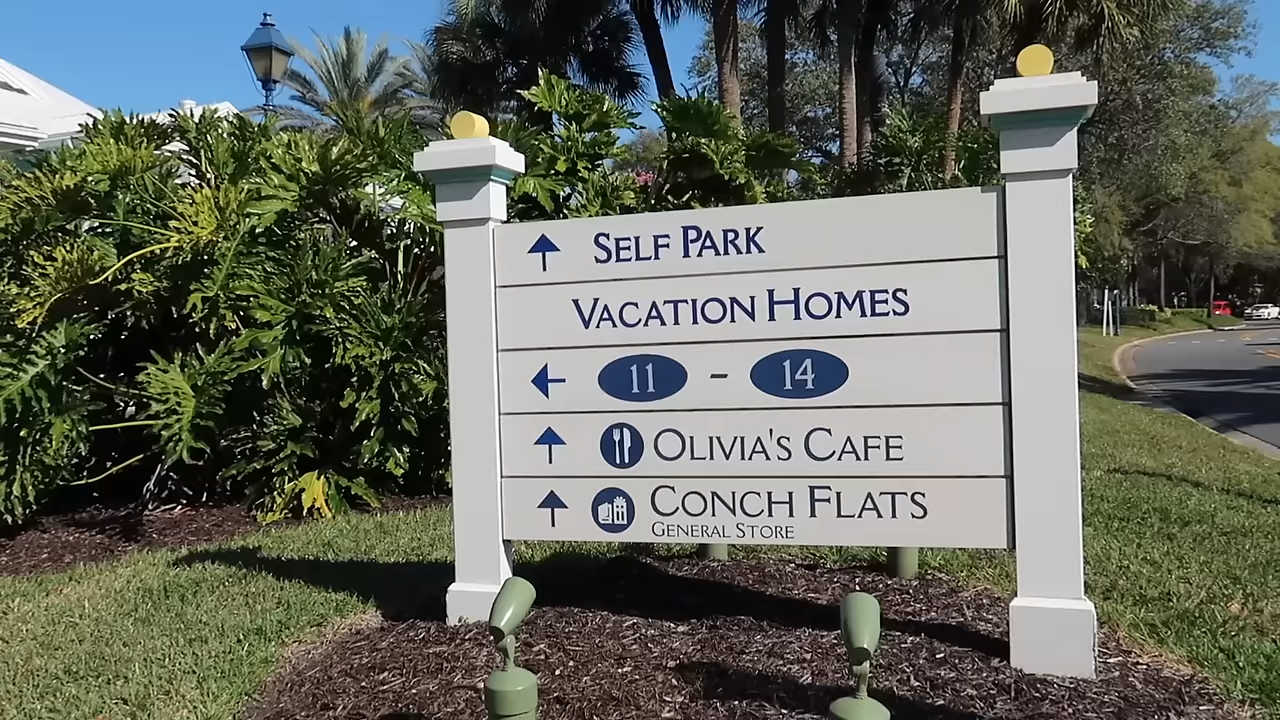 SELF PARK
VACATION HOMES
11 - 14
OLIVIA'S CAFE
CONCH FLATS
GENERAL STORE